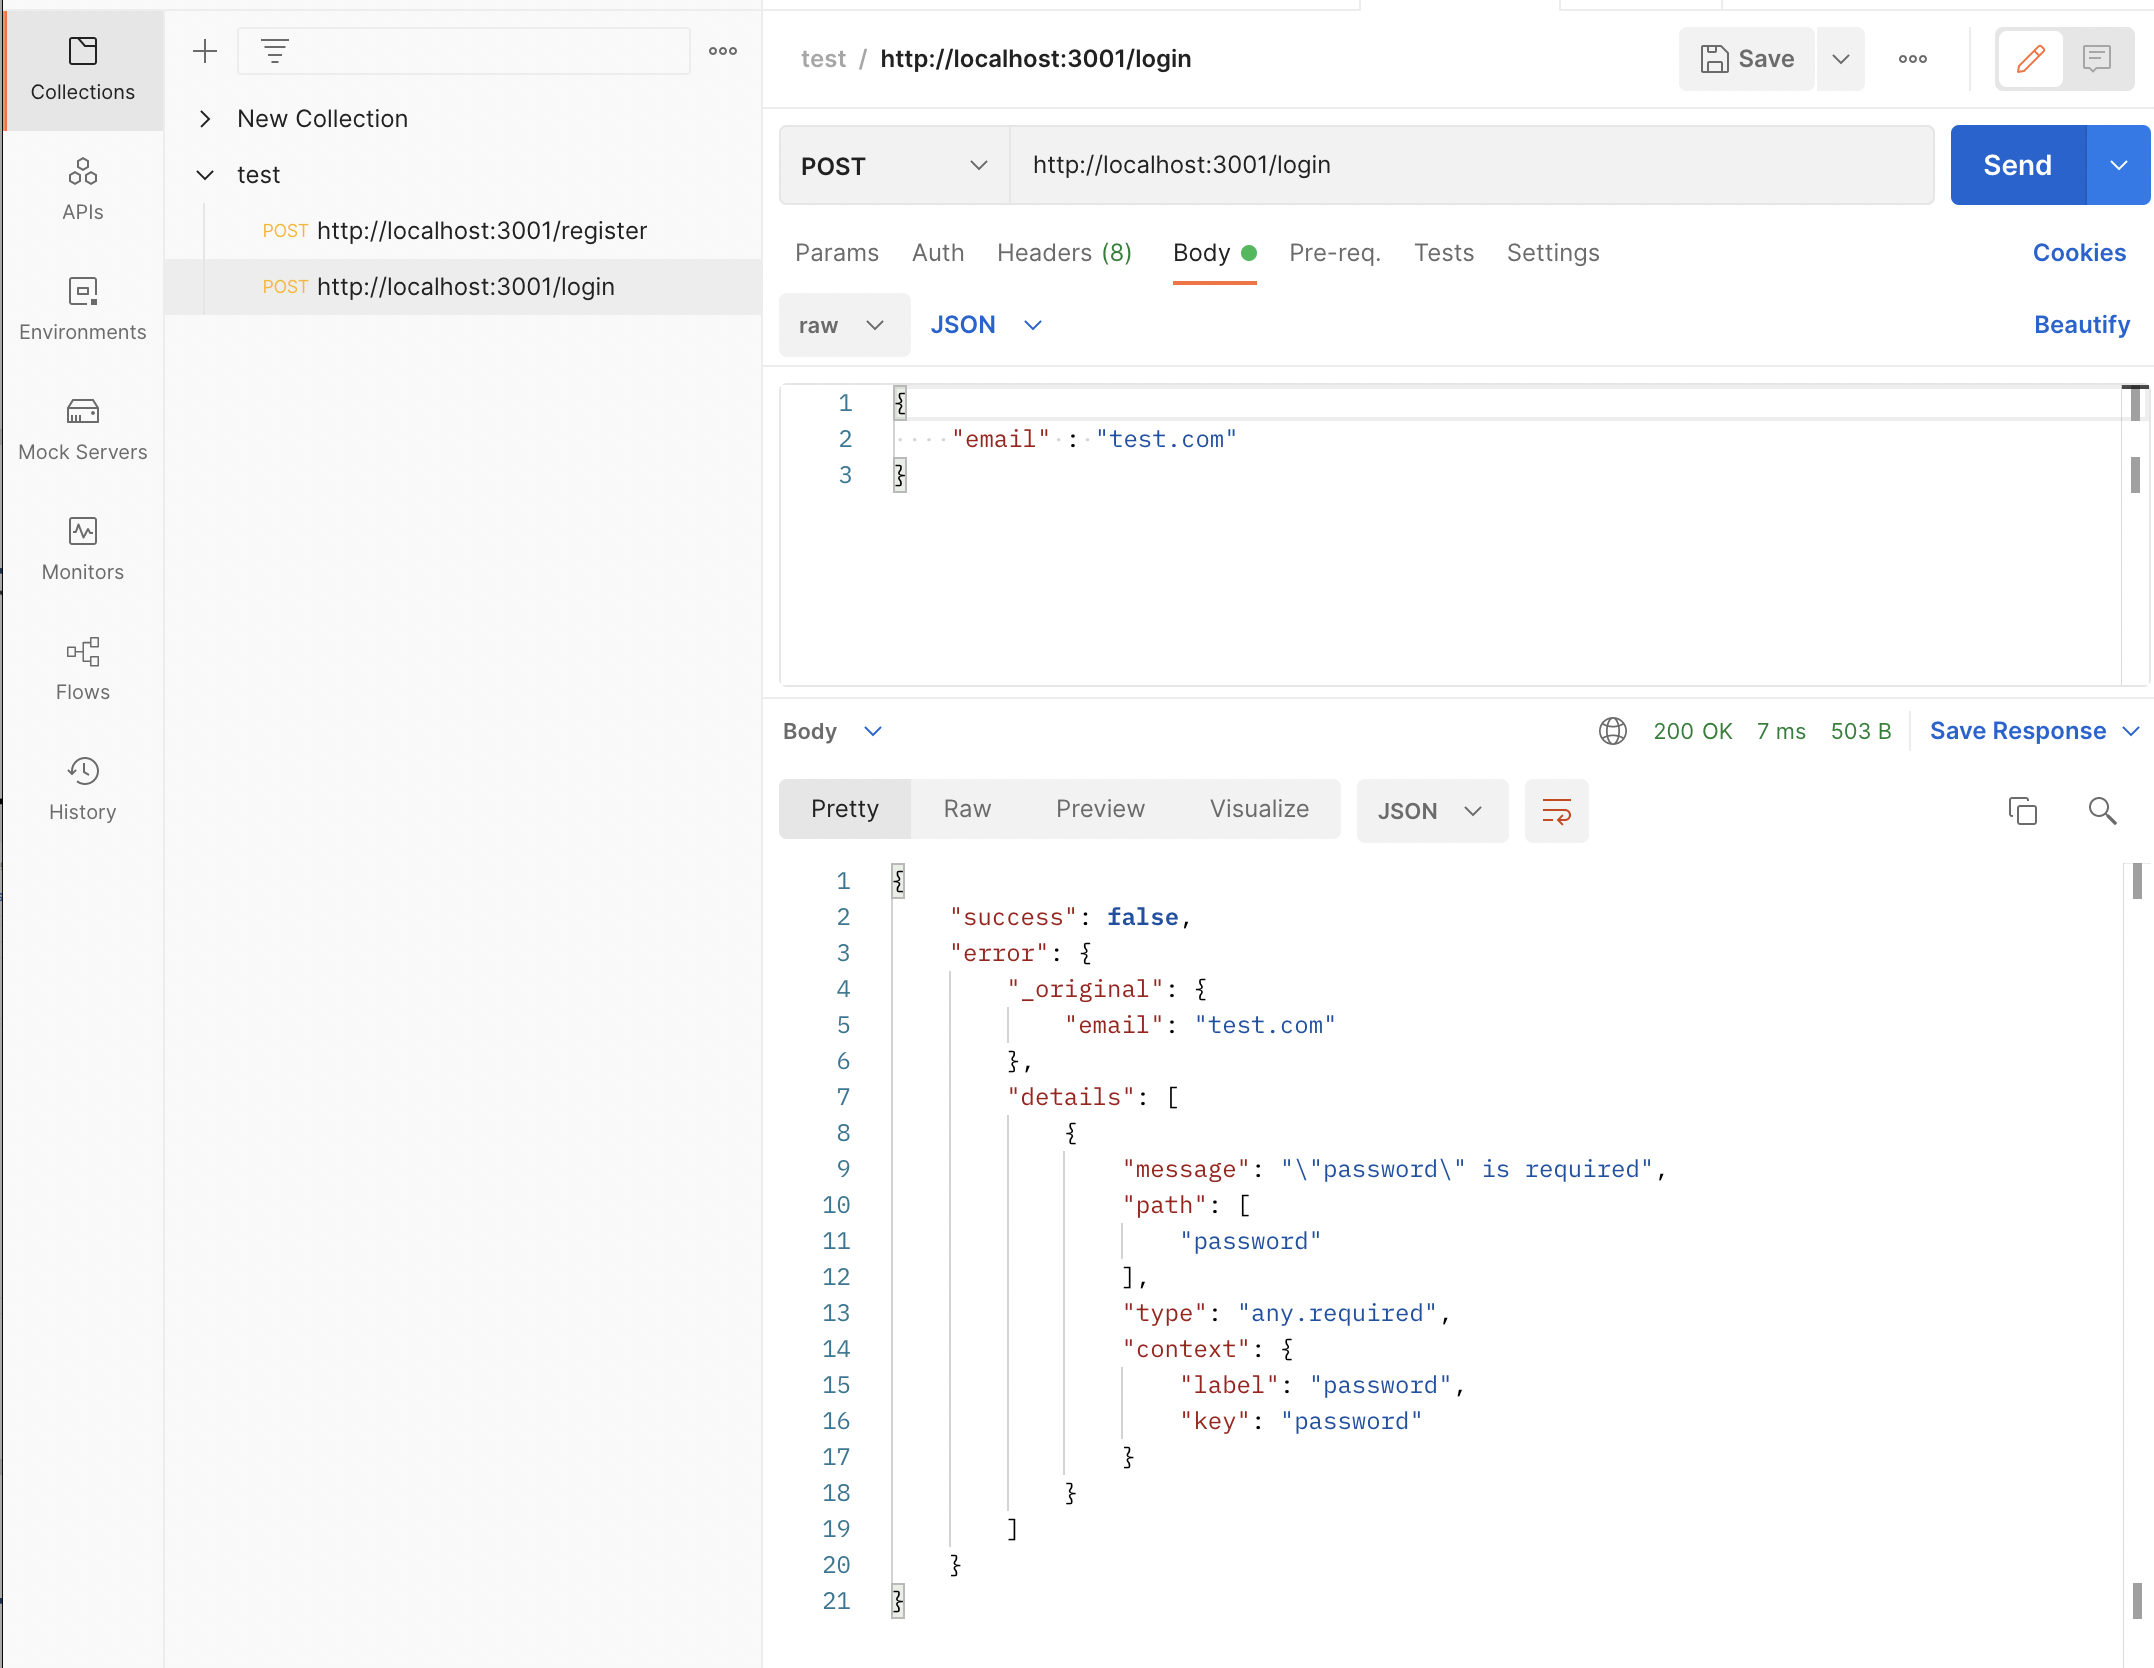 Collections
APIs
Environments
Mock Servers
Monitors
Flows
History
New Collection
test
POST http://localhost:3001/register
POST http://localhost:3001/login
test / http://localhost:3001/login
Save
POST
http://localhost:3001/login
Send
Params Auth Headers (8) Body Pre-req. Tests Settings Cookies
raw JSON Beautify
1 {
2 "email" : "test.com"
3 }
Body 200 OK 7 ms 503 B Save Response
Pretty Raw Preview Visualize JSON
1 {
2 "success": false,
3 "error": {
4 "_original": {
5 "email": "test.com"
6 },
7 "details": [
8 {
9 "message": "\"password\" is required",
10 "path": [
11 "password"
12 ],
13 "type": "any.required",
14 "context": {
15 "label": "password",
16 "key": "password"
17 }
18 }
19 ]
20 }
21 }